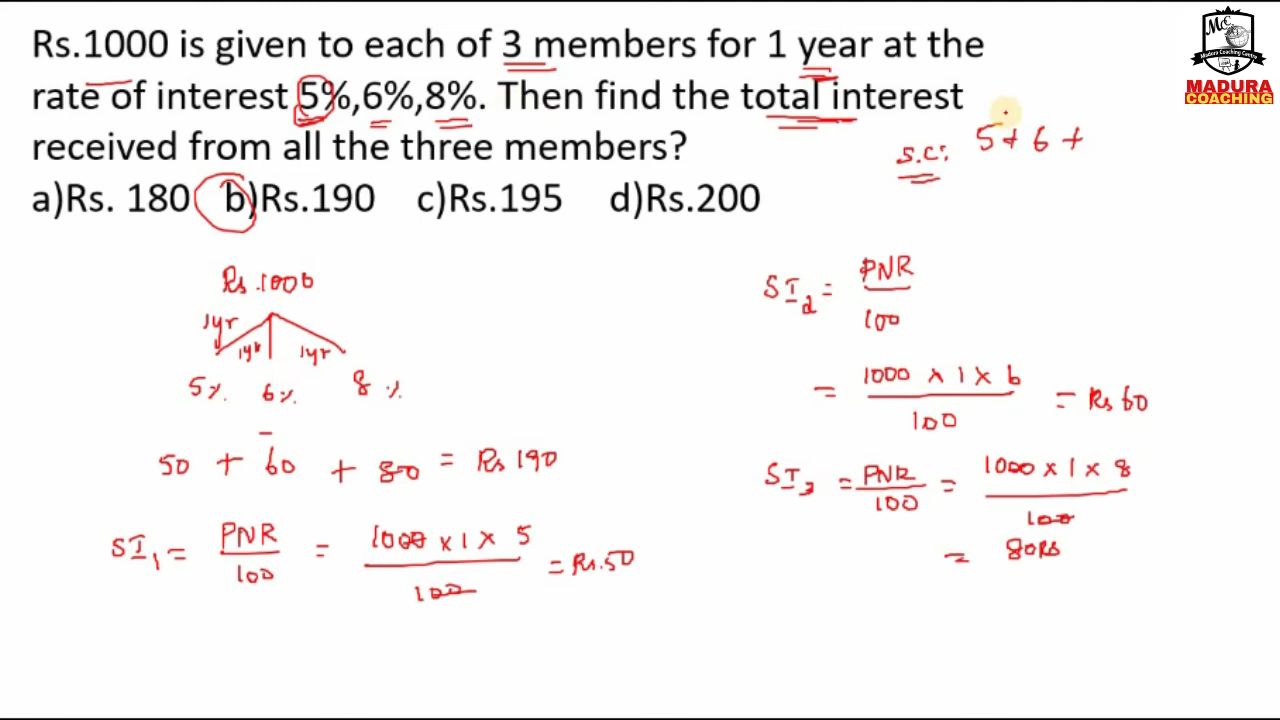 Rs.1000 is given to each of 3 members for 1 year at the
rate of interest 5%,6%,8%. Then find the total interest
received from all the three members?
a)Rs. 180 b)Rs.190 c)Rs.195 d)Rs.200
MCC
Madura Coaching Centre
MADURA
COACHING
S.C: 5+ 6 +
Rs.1000
1yr 1yr 1yr
5%. 6%. 8 %.
50 + 60 + 80 = Rs 190
SI1 = PNR/100 = 1000 x 1 x 5/100 = Rs.50
SI2 = PNR/100
= 1000 x 1 x 6/100 = Rs 60
SI3 = PNR/100 = 1000 x 1 x 8/100
= 80RS